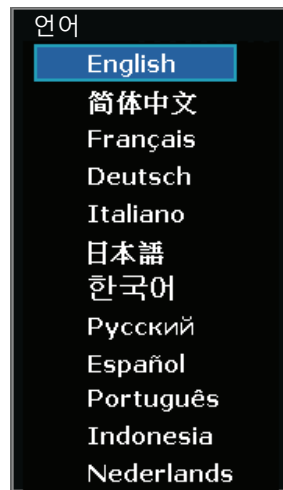 언어
English
简体中文
Français
Deutsch
Italiano
日本語
한국어
Русский
Español
Português
Indonesia
Nederlands